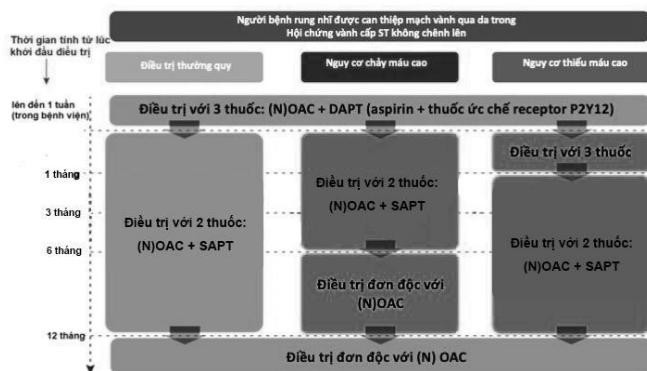 Người bệnh rung nhĩ được can thiệp mạch vành qua da trong
Hội chứng vành cấp ST không chênh lên
Thời gian tính từ lúc
khởi đầu điều trị
Điều trị thường quy
Nguy cơ chảy máu cao
Nguy cơ thiếu máu cao
lên đến 1 tuần
(trong bệnh viện)
Điều trị với 3 thuốc: (N)OAC + DAPT (aspirin + thuốc ức chế receptor P2Y12)
Điều trị với 3 thuốc
1 tháng
Điều trị với 2 thuốc:
(N)OAC + SAPT
3 tháng
Điều trị với 2 thuốc:
(N)OAC + SAPT
Điều trị với 2 thuốc:
(N)OAC + SAPT
6 tháng
Điều trị đơn độc với
(N)OAC
12 tháng
Điều trị đơn độc với (N) OAC